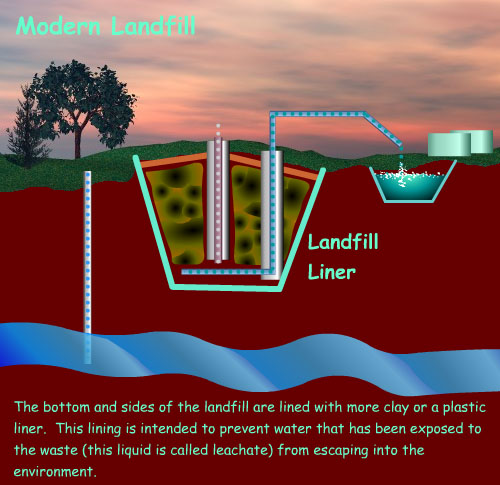 Modern Landfill
Landfill
Liner
The bottom and sides of the landfill are lined with more clay or a plastic
liner.  This lining is intended to prevent water that has been exposed to
the waste (this liquid is called leachate) from escaping into the
environment.